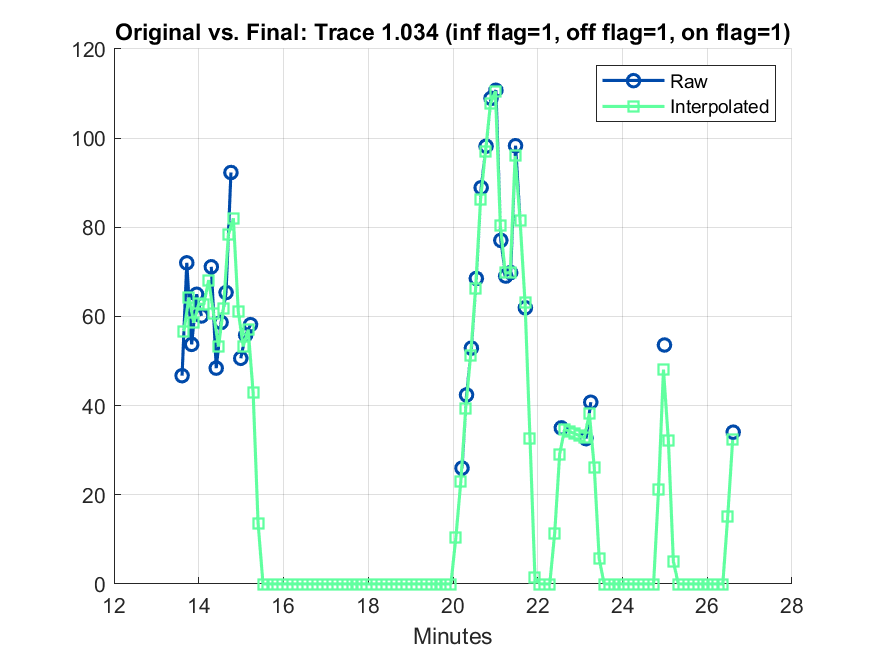 Original vs. Final: Trace 1.034 (inf flag=1, off flag=1, on flag=1)
120
100
80
60
40
20
0
Raw
Interpolated
12 14 16 18 20 22 24 26 28
Minutes